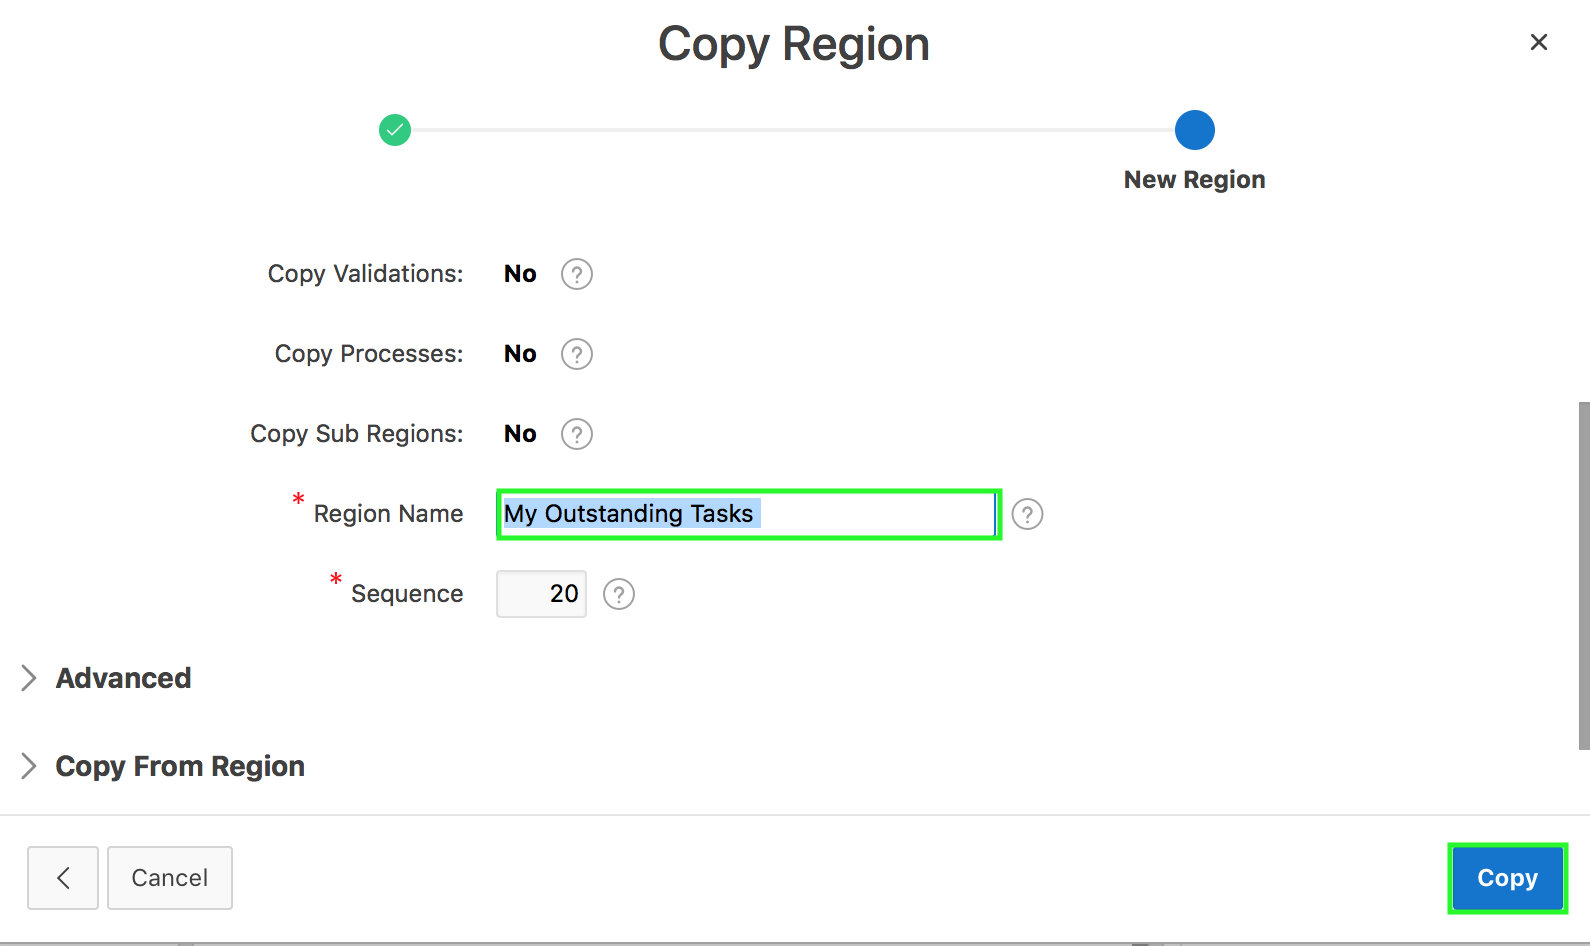 Copy Region
New Region
Copy Validations: No ?
Copy Processes: No ?
Copy Sub Regions: No ?
* Region Name My Outstanding Tasks ?
* Sequence 20 ?
Advanced
Copy From Region
Cancel Copy